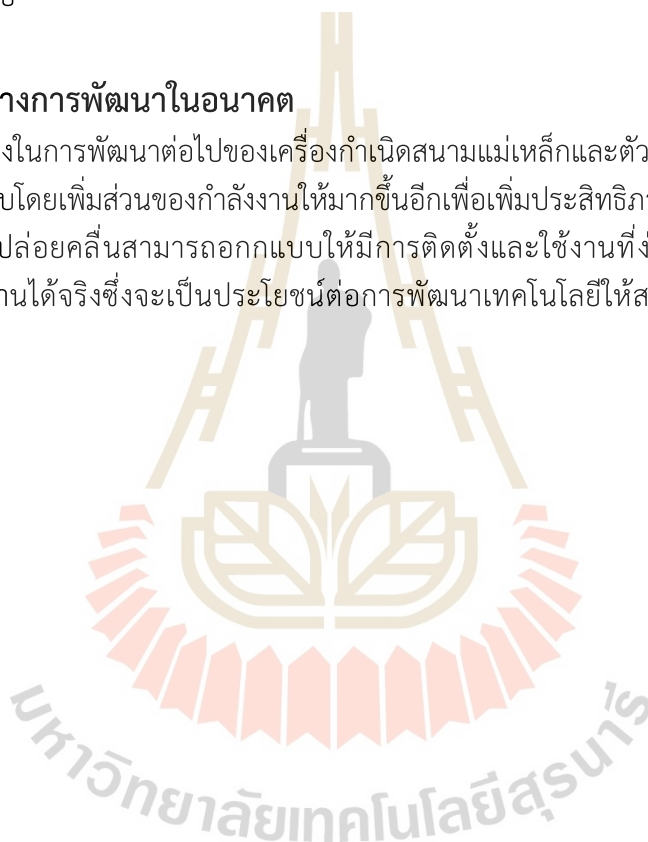 างการพัฒนาในอนาคต
งในการพัฒนาต่อไปของเครื่องกำเนิดสนามแม่เหล็กและตัว
บโดยเพิ่มส่วนของกำลังงานให้มากขึ้นอีกเพื่อเพิ่มประสิทธิภา
ปล่อยคลื่นสามารถอกกแบบให้มีการติดตั้งและใช้งานที่ง
านได้จริงซึ่งจะเป็นประโยชน์ต่อการพัฒนาเทคโนโลยีให้ส
มหาวิทยาลัยเทคโนโลยีสุรนารี